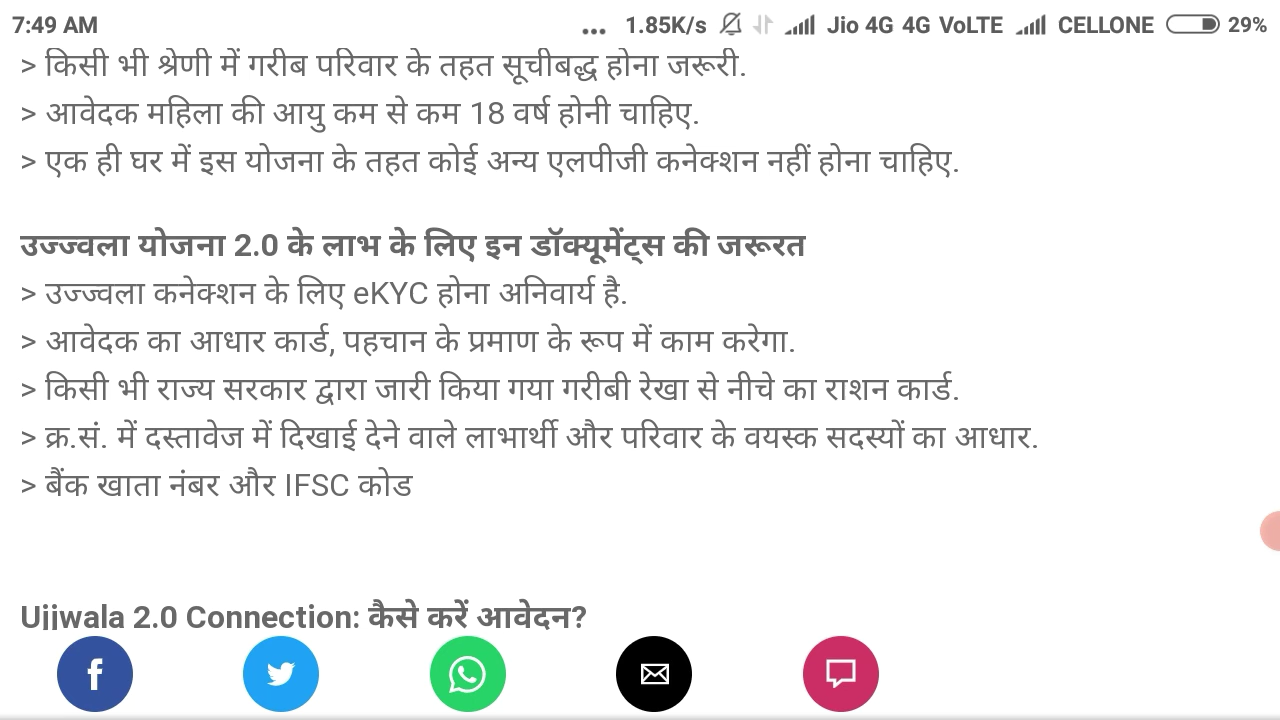 7:49 AM ... 1.85K/s Jio 4G 4G VoLTE CELLONE 29%
> किसी भी श्रेणी में गरीब परिवार के तहत सूचीबद्ध होना जरूरी.
> आवेदक महिला की आयु कम से कम 18 वर्ष होनी चाहिए.
> एक ही घर में इस योजना के तहत कोई अन्य एलपीजी कनेक्शन नहीं होना चाहिए.
उज्ज्वला योजना 2.0 के लाभ के लिए इन डॉक्यूमेंट्स की जरूरत
> उज्ज्वला कनेक्शन के लिए eKYC होना अनिवार्य है.
> आवेदक का आधार कार्ड, पहचान के प्रमाण के रूप में काम करेगा.
> किसी भी राज्य सरकार द्वारा जारी किया गया गरीबी रेखा से नीचे का राशन कार्ड.
> क्र.सं. में दस्तावेज में दिखाई देने वाले लाभार्थी और परिवार के वयस्क सदस्यों का आधार.
> बैंक खाता नंबर और IFSC कोड
Ujjwala 2.0 Connection: कैसे करें आवेदन?